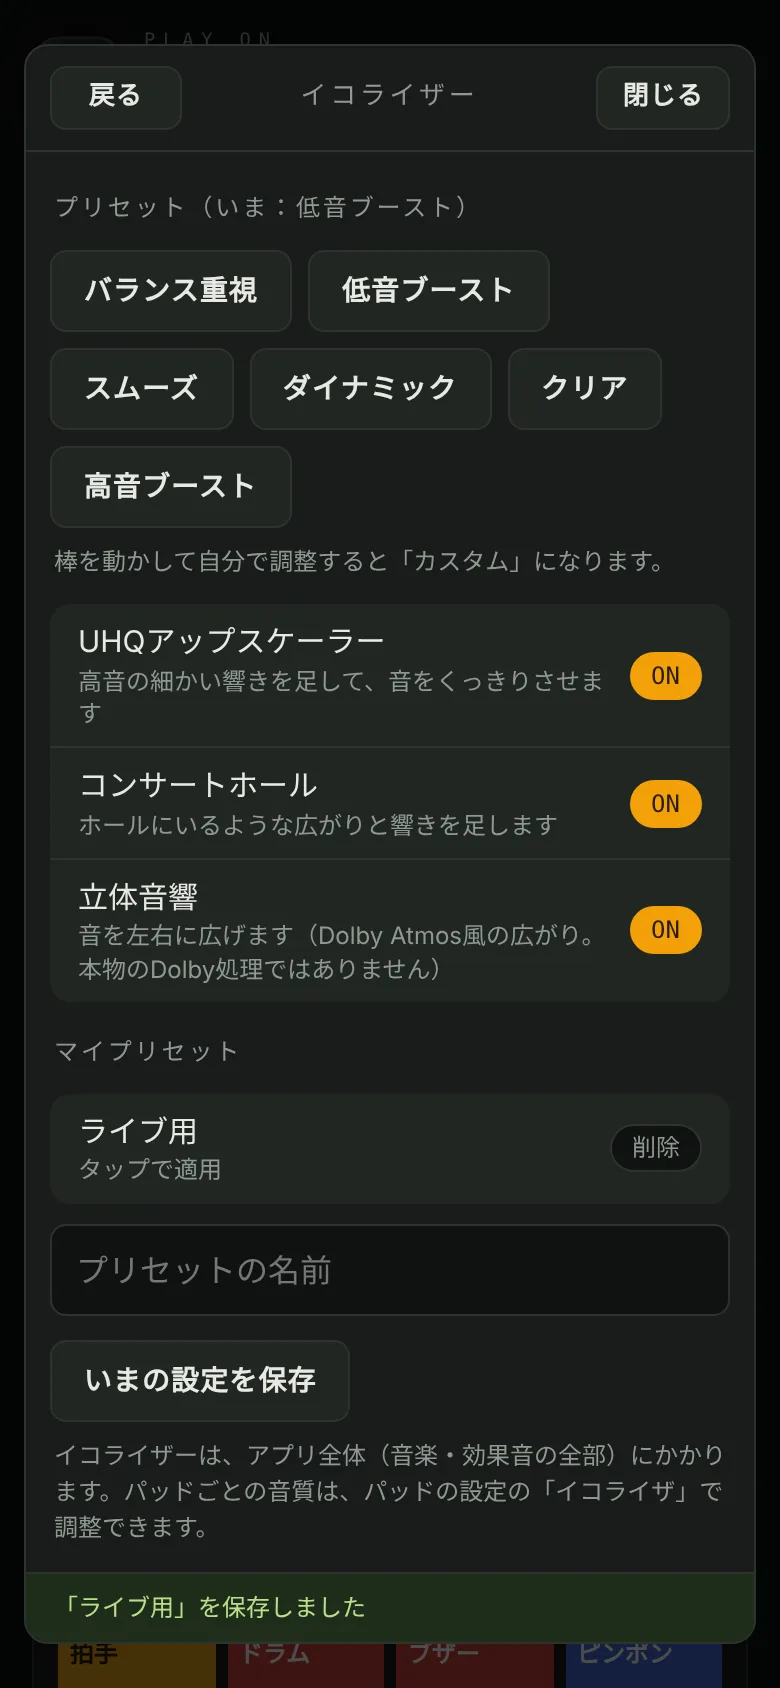 PLAY ON
戻る
イコライザー
閉じる
プリセット（いま：低音ブースト）
バランス重視
低音ブースト
スムーズ
ダイナミック
クリア
高音ブースト
棒を動かして自分で調整すると「カスタム」になります。
UHQアップスケーラー
高音の細かい響きを足して、音をくっきりさせま
す
ON
コンサートホール
ホールにいるような広がりと響きを足します
ON
立体音響
音を左右に広げます（Dolby Atmos風の広がり。
本物のDolby処理ではありません）
ON
マイプリセット
ライブ用
タップで適用
削除
プリセットの名前
いまの設定を保存
イコライザーは、アプリ全体（音楽・効果音の全部）にかかり
ます。パッドごとの音質は、パッドの設定の「イコライザ」で
調整できます。
「ライブ用」を保存しました
拍手
ドラム
ブザー
ピンポン